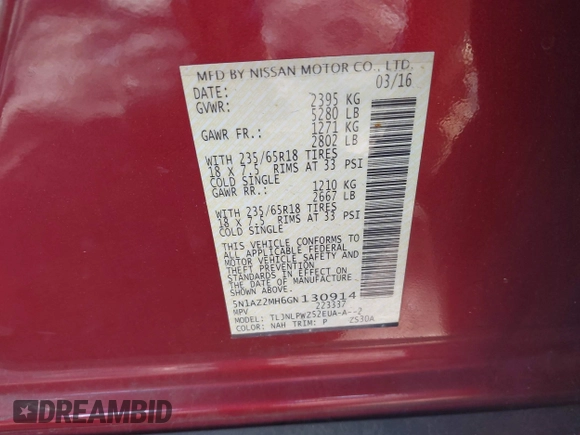 MFD BY NISSAN MOTOR CO., LTD.
DATE: 03/16
GVWR: 2395 KG
5280 LB
GAWR FR.: 1271 KG
2802 LB
WITH 235/65R18 TIRES
18 X 7.5 RIMS AT 33 PSI
COLD SINGLE
GAWR RR.: 1210 KG
2667 LB
WITH 235/65R18 TIRES
18 X 7.5 RIMS AT 33 PSI
COLD SINGLE
THIS VEHICLE CONFORMS TO
ALL APPLICABLE FEDERAL
MOTOR VEHICLE SAFETY AND
THEFT PREVENTION
STANDARDS IN EFFECT ON
THE DATE OF MANUFACTURE
SHOWN ABOVE.
5N1AZ2MH6GN130914
MPV 223337
MODEL: TLJNLPWZ52EUA-A--2
COLOR: NAH TRIM: P ZS30A
DREAMBID